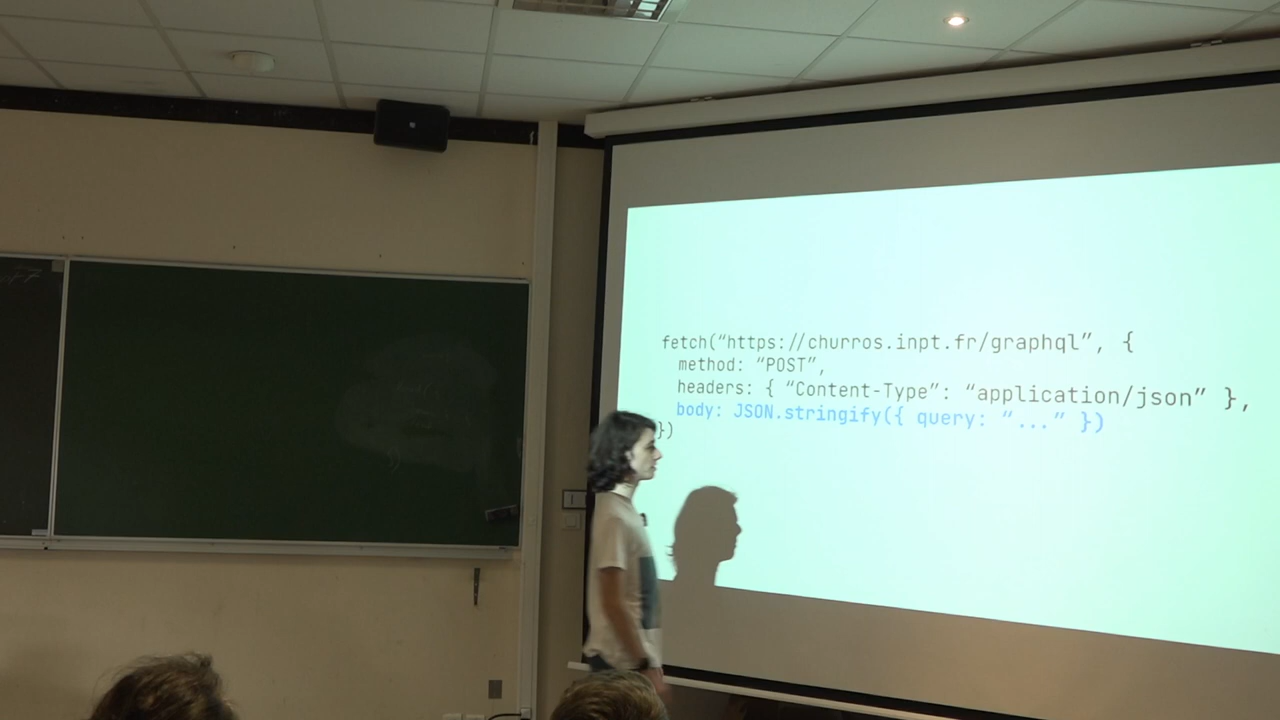 fetch(“https://churros.inpt.fr/graphql”, {
method: “POST”,
headers: { “Content-Type”: “application/json” },
body: JSON.stringify({ query: “...” })
})